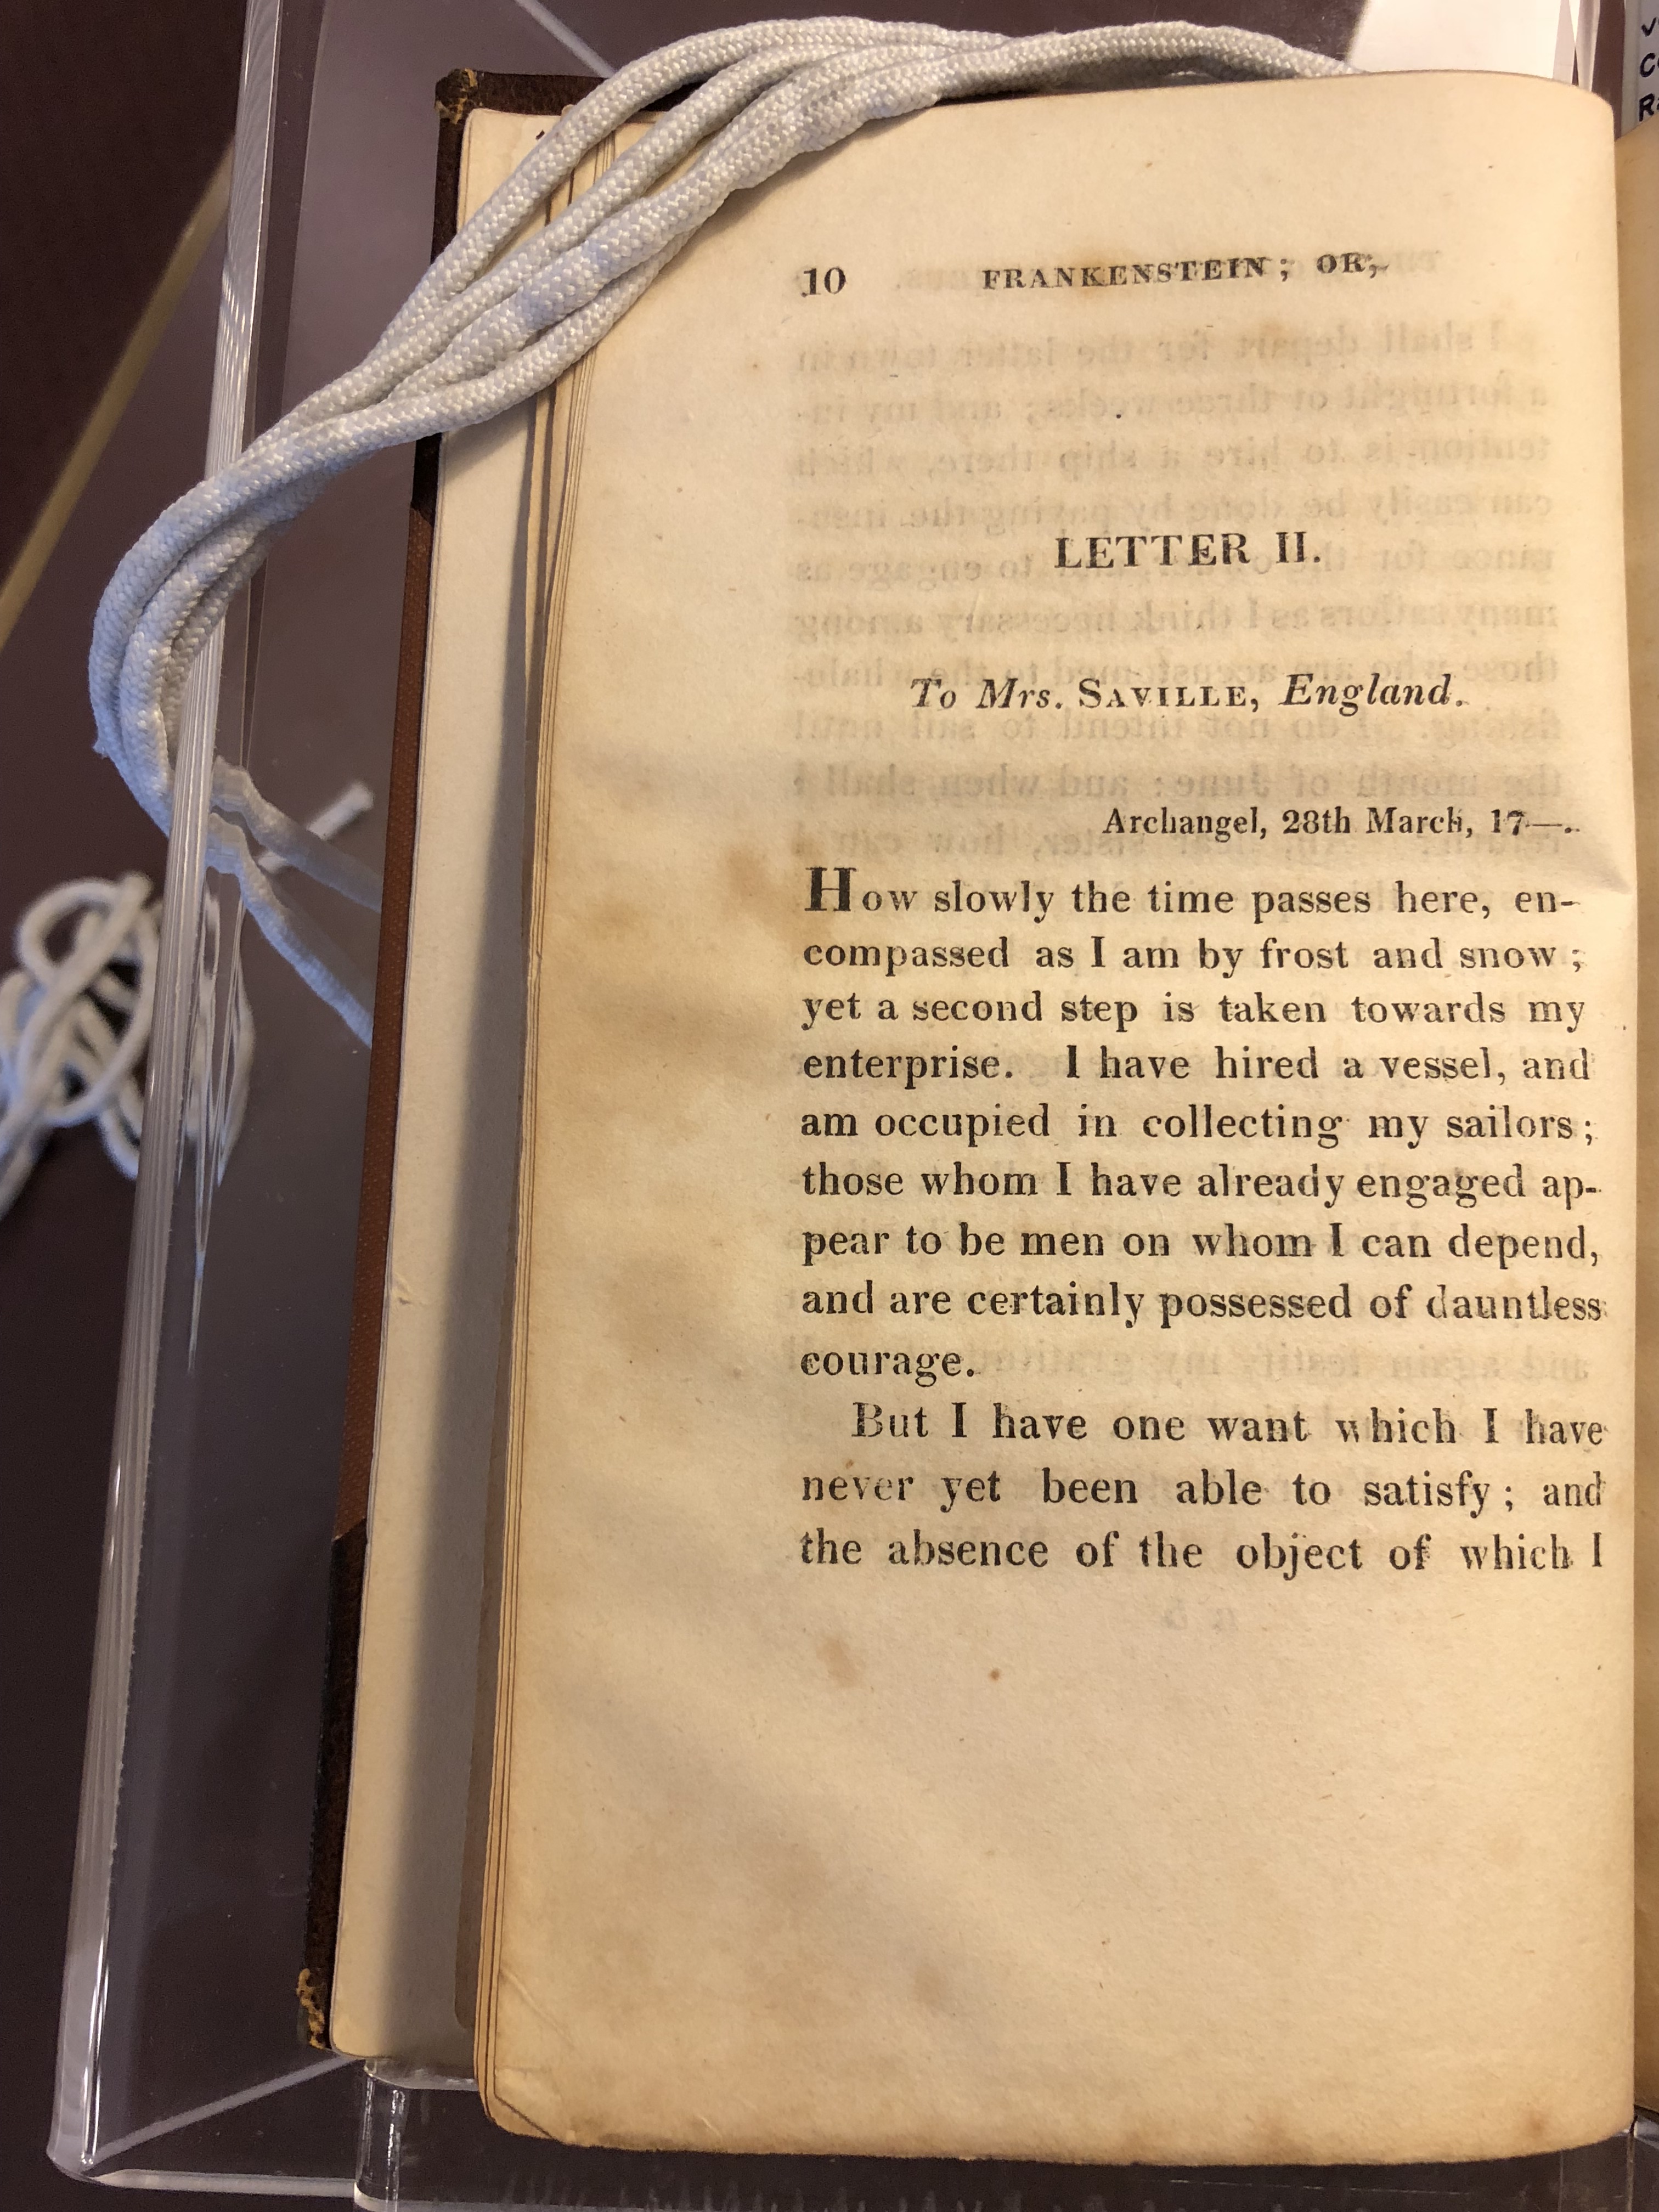 10 FRANKENSTEIN; OR,
LETTER II.
To Mrs. SAVILLE, England.
Archangel, 28th March, 17—.
How slowly the time passes here, en-
compassed as I am by frost and snow;
yet a second step is taken towards my
enterprise. I have hired a vessel, and
am occupied in collecting my sailors;
those whom I have already engaged ap-
pear to be men on whom I can depend,
and are certainly possessed of dauntless
courage.
But I have one want which I have
never yet been able to satisfy; and
the absence of the object of which I